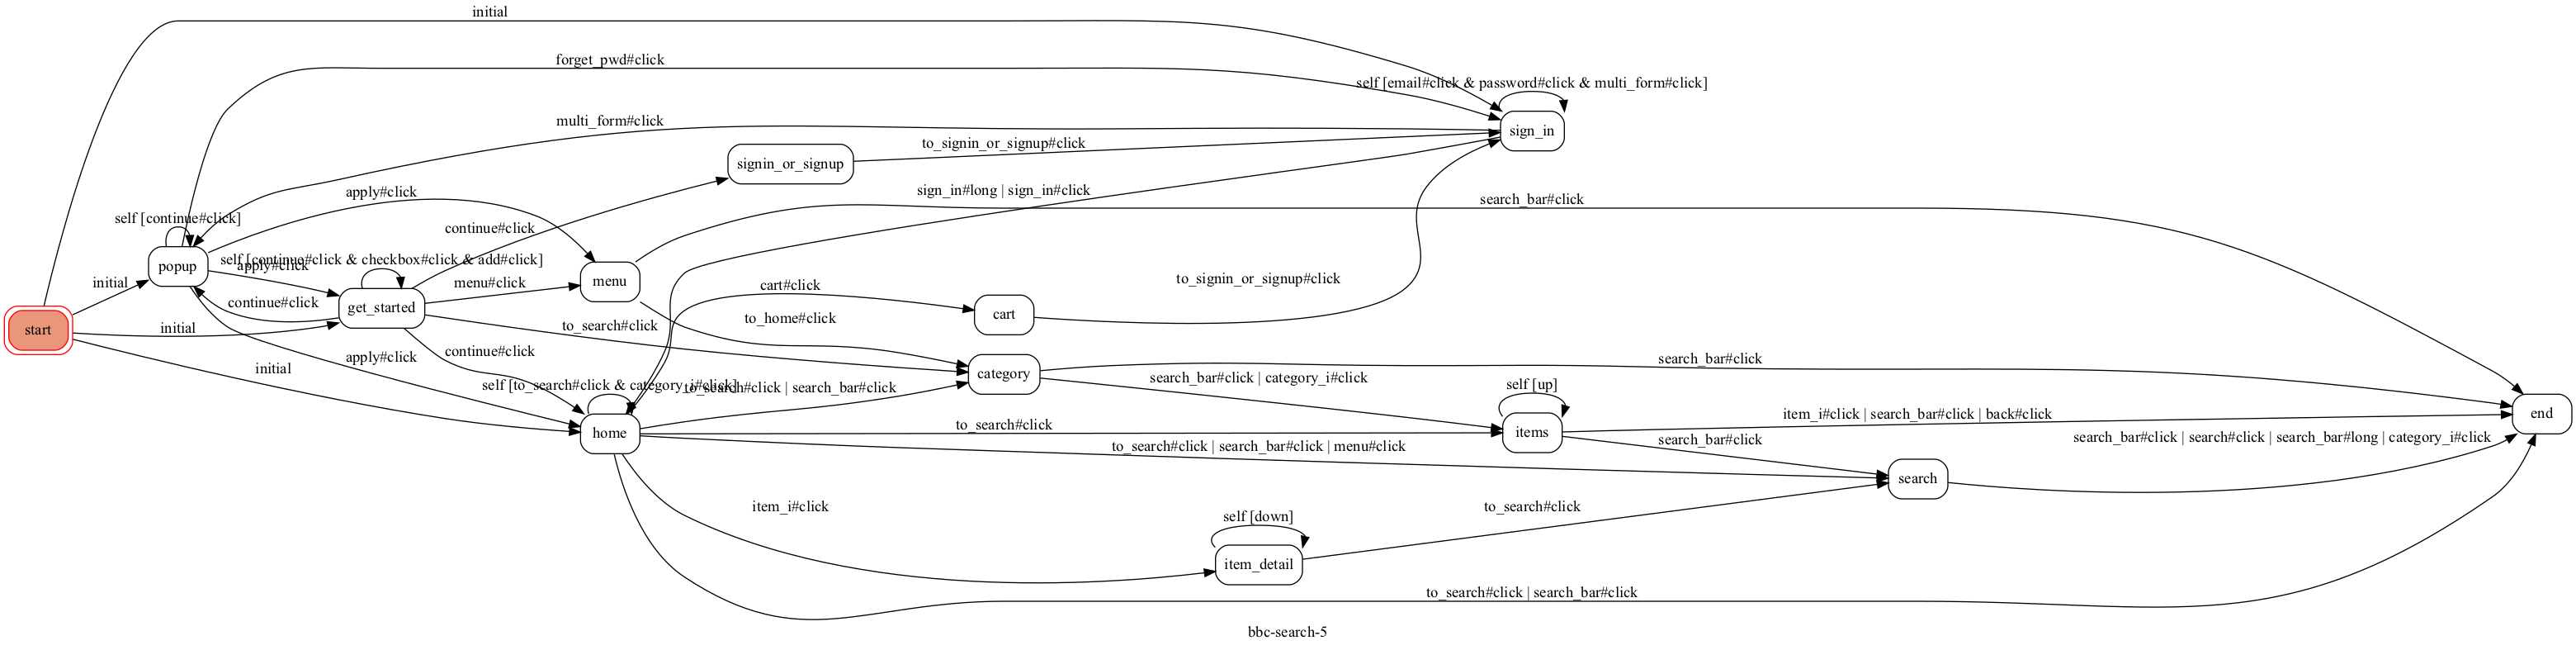 initial
forget_pwd#click
self [email#click & password#click & multi_form#click]
multi_form#click
sign_in
to_signin_or_signup#click
signin_or_signup
apply#click
sign_in#long | sign_in#click
search_bar#click
self [continue#click]
continue#click
popup
self [continue#click & checkbox#click & add#click]
apply#click
menu
menu#click
to_signin_or_signup#click
initial
cart#click
continue#click
get_started
cart
start
initial
to_search#click
to_home#click
continue#click
apply#click
search_bar#click
initial
category
search_bar#click | category_i#click
self [to_search#click & category_i#click]
to_search#click | search_bar#click
self [up]
item_i#click | search_bar#click | back#click
end
home
to_search#click
items
search_bar#click
search_bar#click | search#click | search_bar#long | category_i#click
to_search#click | search_bar#click | menu#click
search
item_i#click
to_search#click
self [down]
item_detail
to_search#click | search_bar#click
bbc-search-5